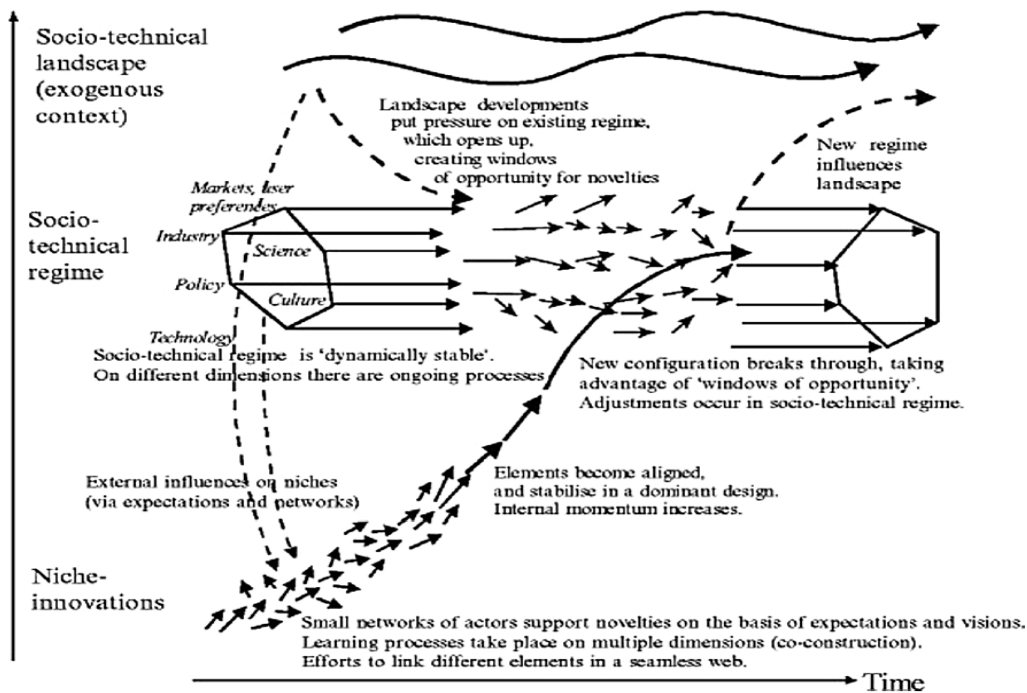 Socio-technical
landscape
(exogenous
context)
Landscape developments
put pressure on existing regime,
which opens up,
creating windows
of opportunity for novelties
New regime
influences
landscape
Markets, user
preferences
Socio-
technical
regime
Industry
Science
Policy
Culture
Technology
Socio-technical regime is ‘dynamically stable’.
On different dimensions there are ongoing processes
New configuration breaks through, taking
advantage of ‘windows of opportunity’.
Adjustments occur in socio-technical regime.
External influences on niches
(via expectations and networks)
Elements become aligned,
and stabilise in a dominant design.
Internal momentum increases.
Niche-
innovations
Small networks of actors support novelties on the basis of expectations and visions.
Learning processes take place on multiple dimensions (co-construction).
Efforts to link different elements in a seamless web.
Time